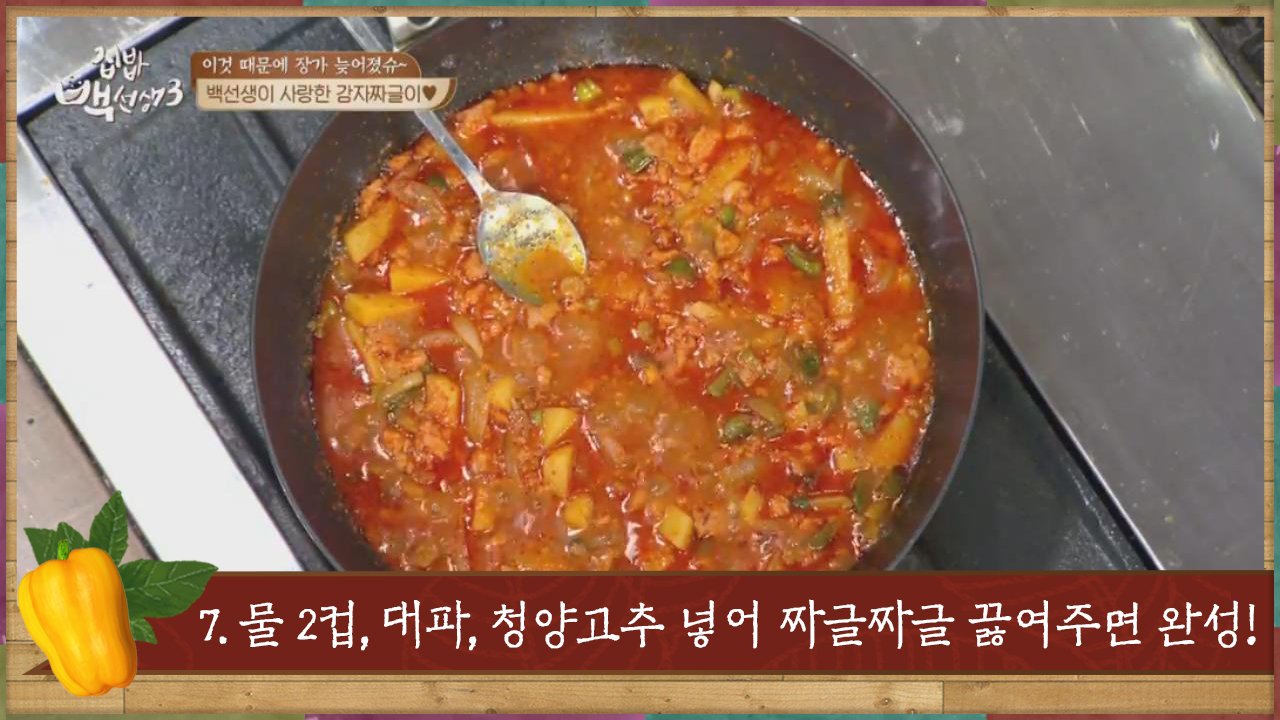 집밥
백선생3
이것 때문에 장가 늦어졌슈~
백선생이 사랑한 감자짜글이♥
7. 물 2컵, 대파, 청양고추 넣어 짜글짜글 끓여주면 완성!